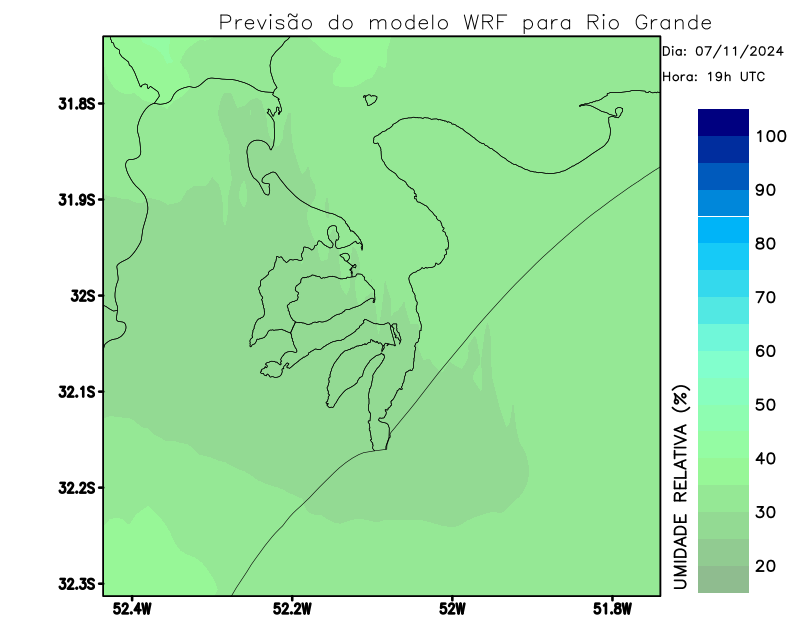 Previsão do modelo WRF para Rio Grande
Dia: 07/11/2024
Hora: 19h UTC
31.8S
31.9S
32S
32.1S
32.2S
32.3S
52.4W
52.2W
52W
51.8W
100
90
80
70
60
50
40
30
20
UMIDADE RELATIVA (%)